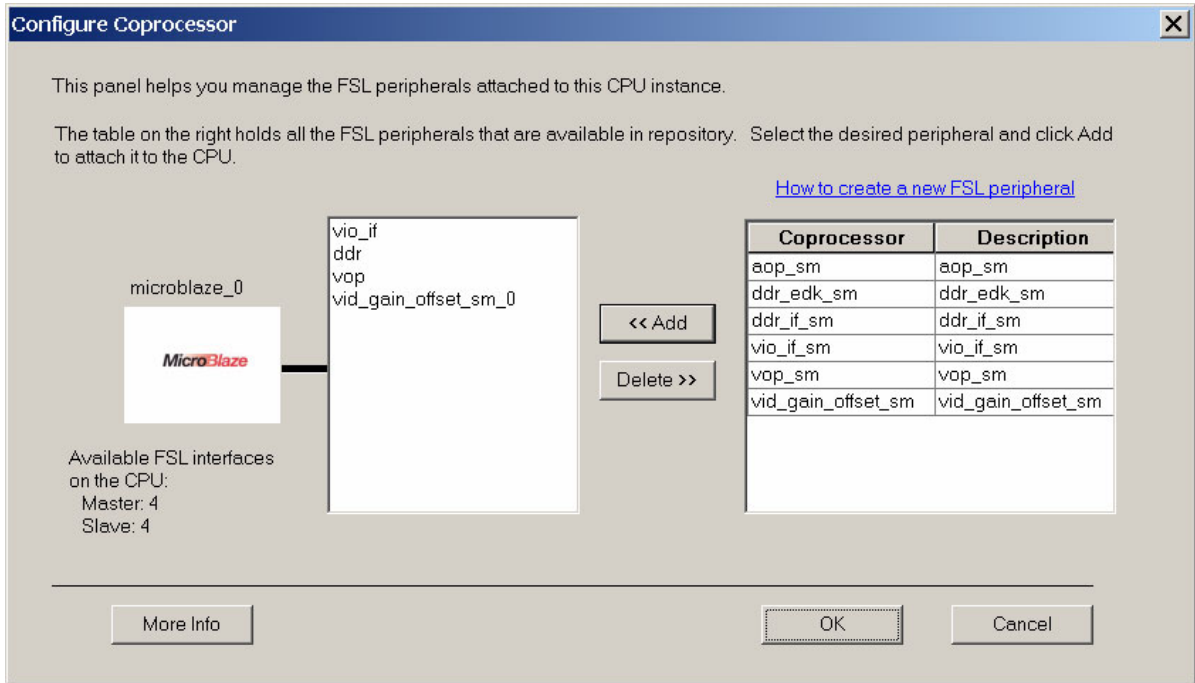 Configure Coprocessor
This panel helps you manage the FSL peripherals attached to this CPU instance.
The table on the right holds all the FSL peripherals that are available in repository. Select the desired peripheral and click Add
to attach it to the CPU.
How to create a new FSL peripheral
microblaze_0
MicroBlaze
Available FSL interfaces
on the CPU:
Master: 4
Slave: 4
vio_if
ddr
vop
vid_gain_offset_sm_0
<< Add
Delete >>
Coprocessor Description
aop_sm aop_sm
ddr_edk_sm ddr_edk_sm
ddr_if_sm ddr_if_sm
vio_if_sm vio_if_sm
vop_sm vop_sm
vid_gain_offset_sm vid_gain_offset_sm
More Info
OK
Cancel